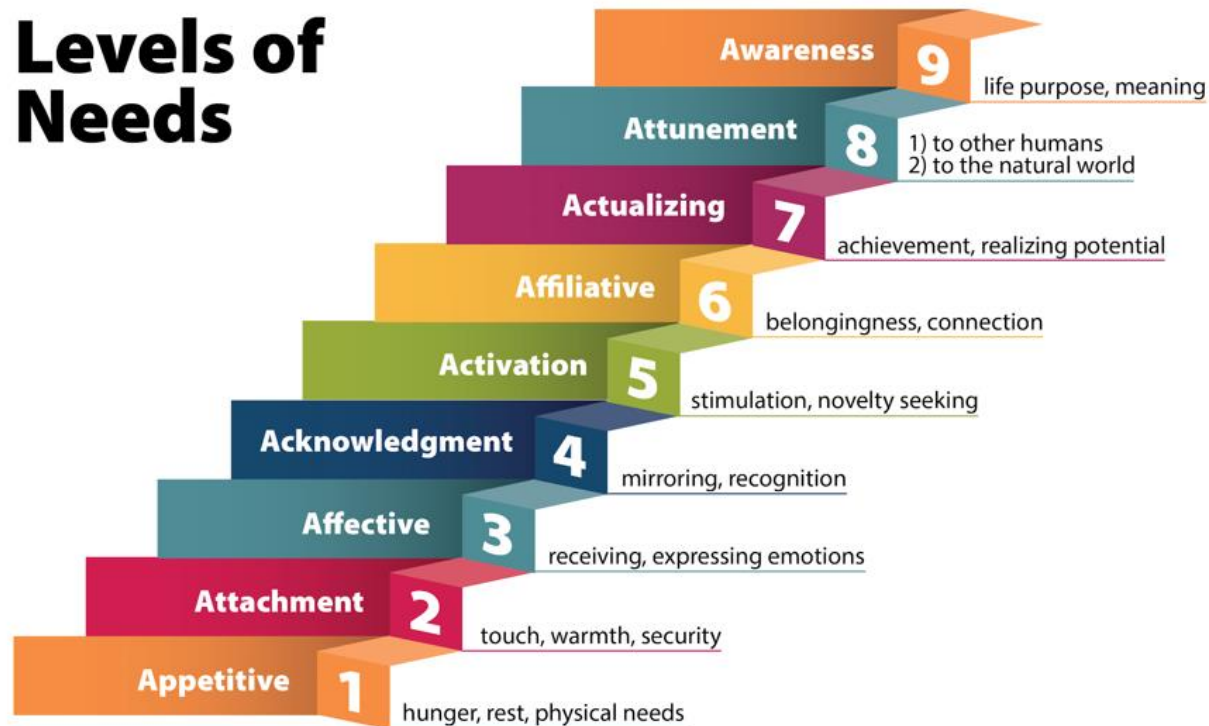 Levels of
Needs
Awareness 9
life purpose, meaning
Attunement 8
1) to other humans
2) to the natural world
Actualizing 7
achievement, realizing potential
Affiliative 6
belongingness, connection
Activation 5
stimulation, novelty seeking
Acknowledgment 4
mirroring, recognition
Affective 3
receiving, expressing emotions
Attachment 2
touch, warmth, security
Appetitive 1
hunger, rest, physical needs